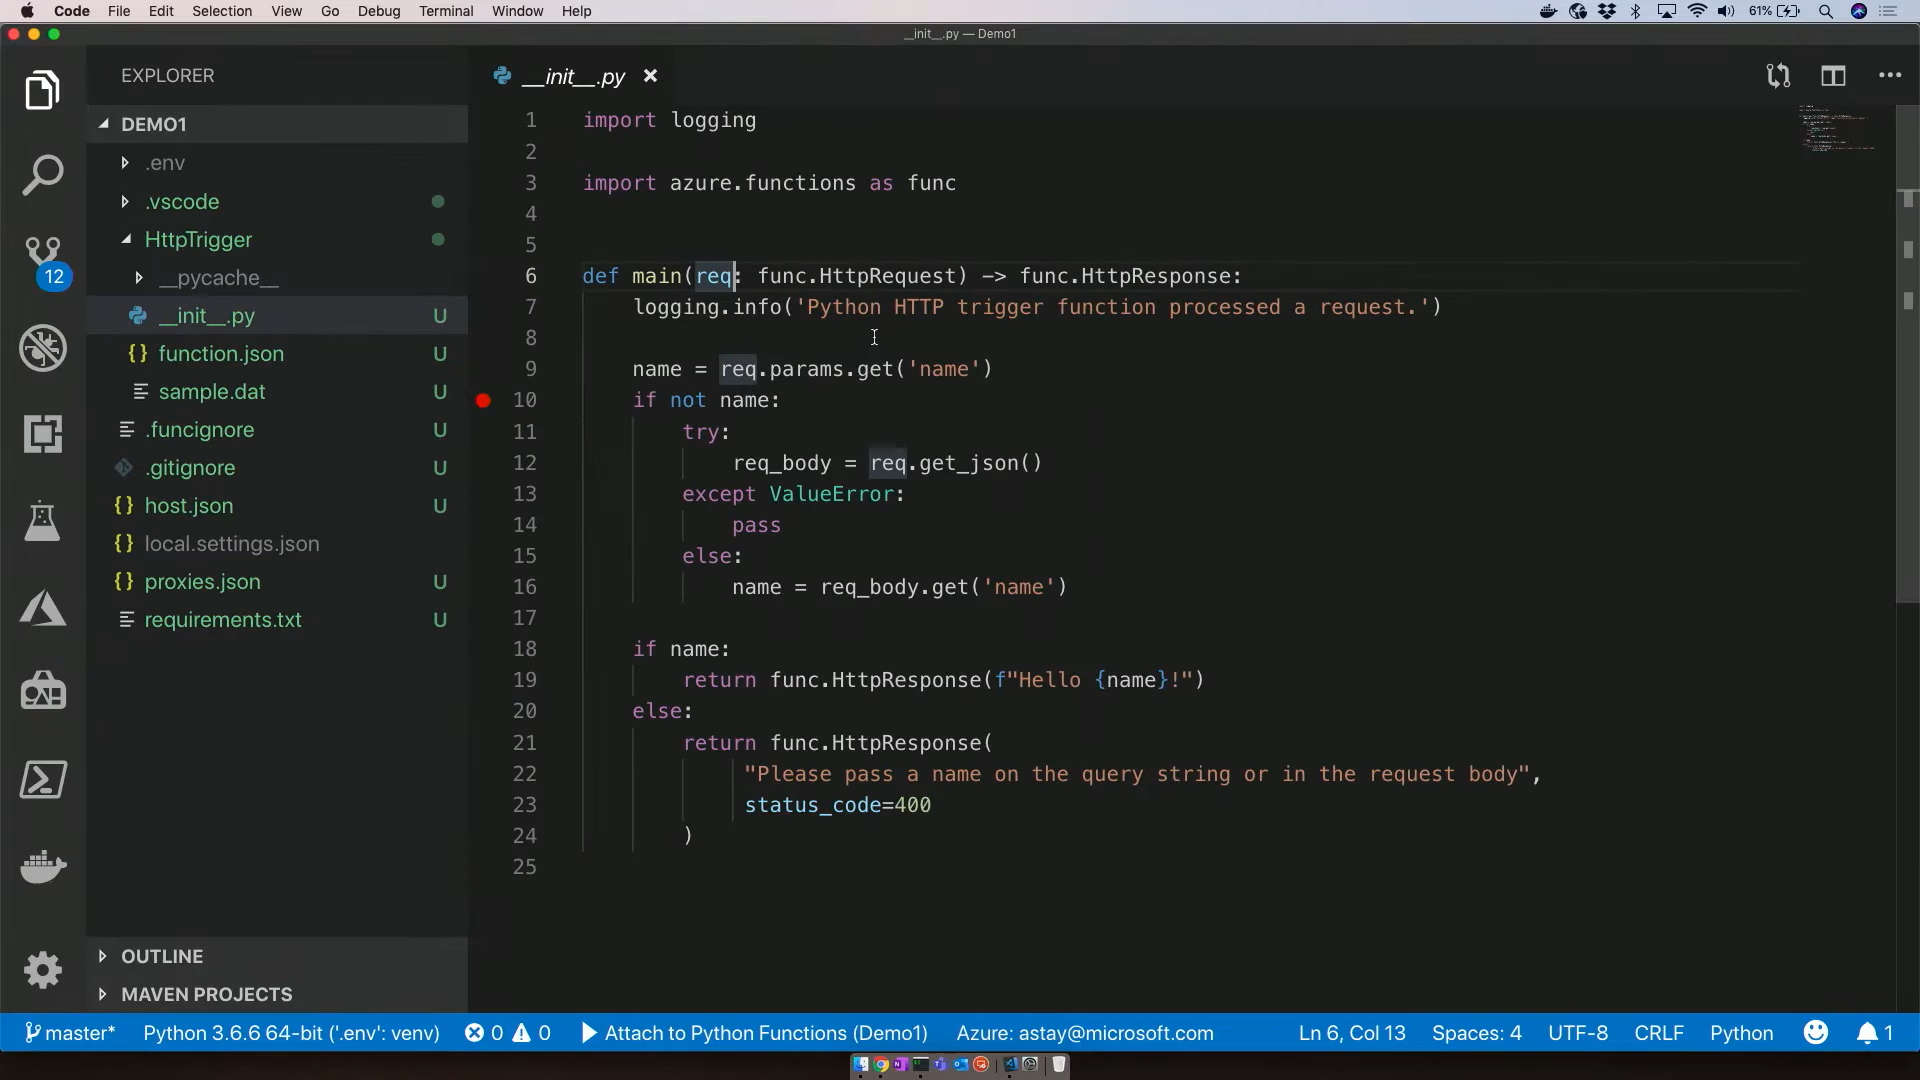 Code File Edit Selection View Go Debug Terminal Window Help 61%
__init__.py — Demo1
EXPLORER
DEMO1
.env
.vscode
HttpTrigger
__pycache__
__init__.py U
function.json U
sample.dat U
.funcignore U
.gitignore U
host.json U
local.settings.json
proxies.json U
requirements.txt U
OUTLINE
MAVEN PROJECTS
12
__init__.py
1 import logging
2
3 import azure.functions as func
4
5
6 def main(req: func.HttpRequest) -> func.HttpResponse:
7 logging.info('Python HTTP trigger function processed a request.')
8
9 name = req.params.get('name')
10 if not name:
11 try:
12 req_body = req.get_json()
13 except ValueError:
14 pass
15 else:
16 name = req_body.get('name')
17
18 if name:
19 return func.HttpResponse(f"Hello {name}!")
20 else:
21 return func.HttpResponse(
22 "Please pass a name on the query string or in the request body",
23 status_code=400
24 )
25
master* Python 3.6.6 64-bit ('.env': venv) 0 0 Attach to Python Functions (Demo1) Azure: astay@microsoft.com Ln 6, Col 13 Spaces: 4 UTF-8 CRLF Python 1